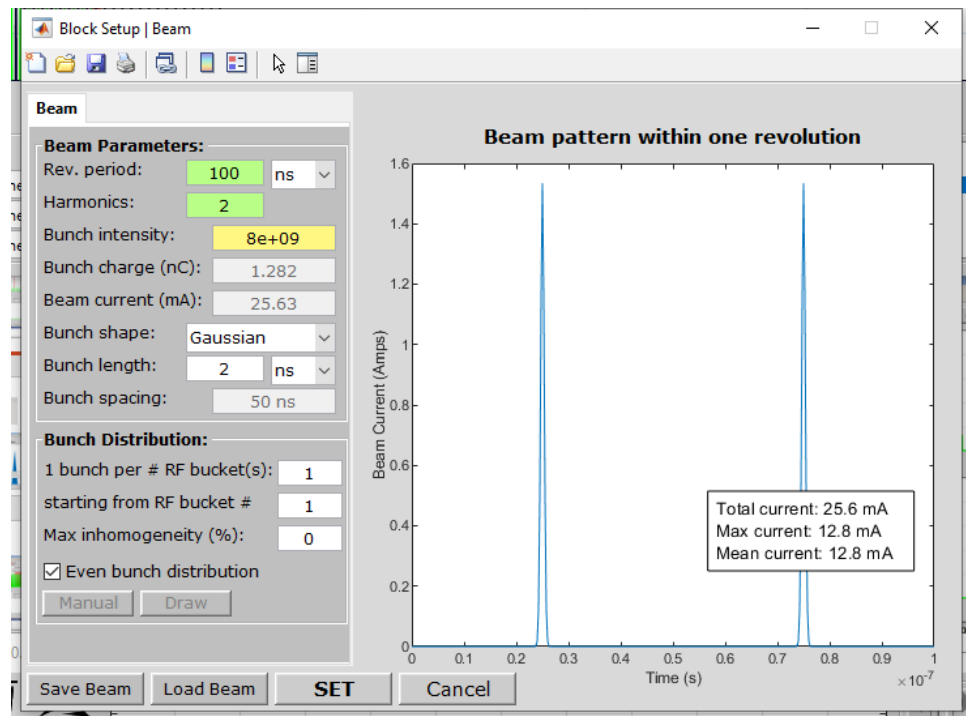 Block Setup | Beam
Beam
Beam Parameters:
Rev. period: 100 ns
Harmonics: 2
Bunch intensity: 8e+09
Bunch charge (nC): 1.282
Beam current (mA): 25.63
Bunch shape: Gaussian
Bunch length: 2 ns
Bunch spacing: 50 ns
Bunch Distribution:
1 bunch per # RF bucket(s): 1
starting from RF bucket # 1
Max inhomogeneity (%): 0
Even bunch distribution
Manual Draw
Save Beam Load Beam SET Cancel
Beam pattern within one revolution
1.6
1.4
1.2
1
0.8
0.6
0.4
0.2
0
Beam Current (Amps)
Total current: 25.6 mA
Max current: 12.8 mA
Mean current: 12.8 mA
0 0.1 0.2 0.3 0.4 0.5 0.6 0.7 0.8 0.9 1
Time (s)
×10-7